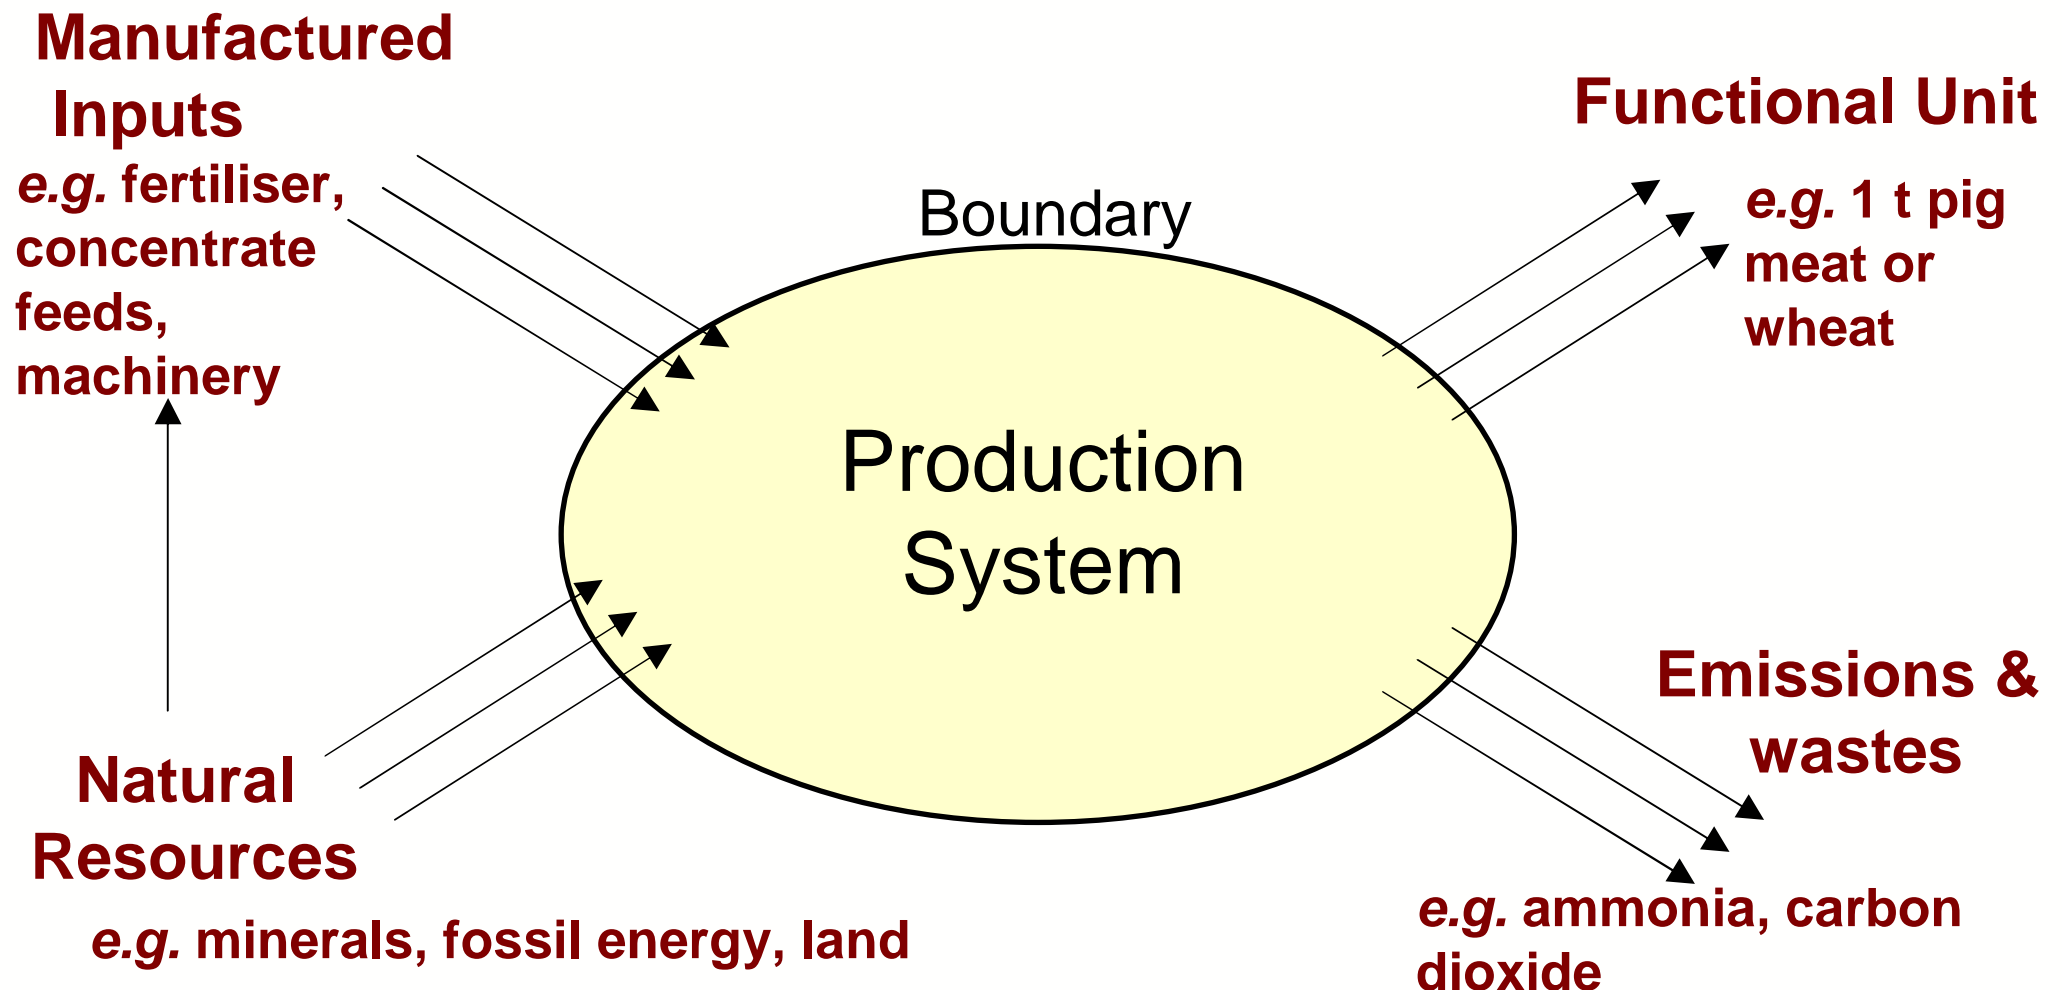 Manufactured
Inputs
e.g. fertiliser,
concentrate
feeds,
machinery
Boundary
Functional Unit
e.g. 1 t pig
meat or
wheat
Production
System
Natural
Resources
e.g. minerals, fossil energy, land
Emissions &
wastes
e.g. ammonia, carbon
dioxide